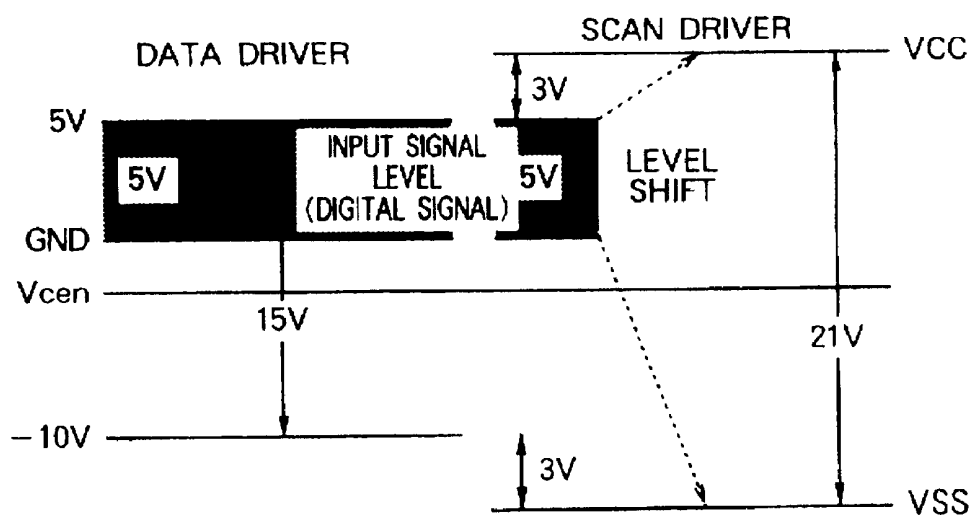 DATA DRIVER
SCAN DRIVER
VCC
3V
5V
5V
INPUT SIGNAL
LEVEL
(DIGITAL SIGNAL)
5V
LEVEL
SHIFT
GND
Vcen
15V
21V
-10V
3V
VSS